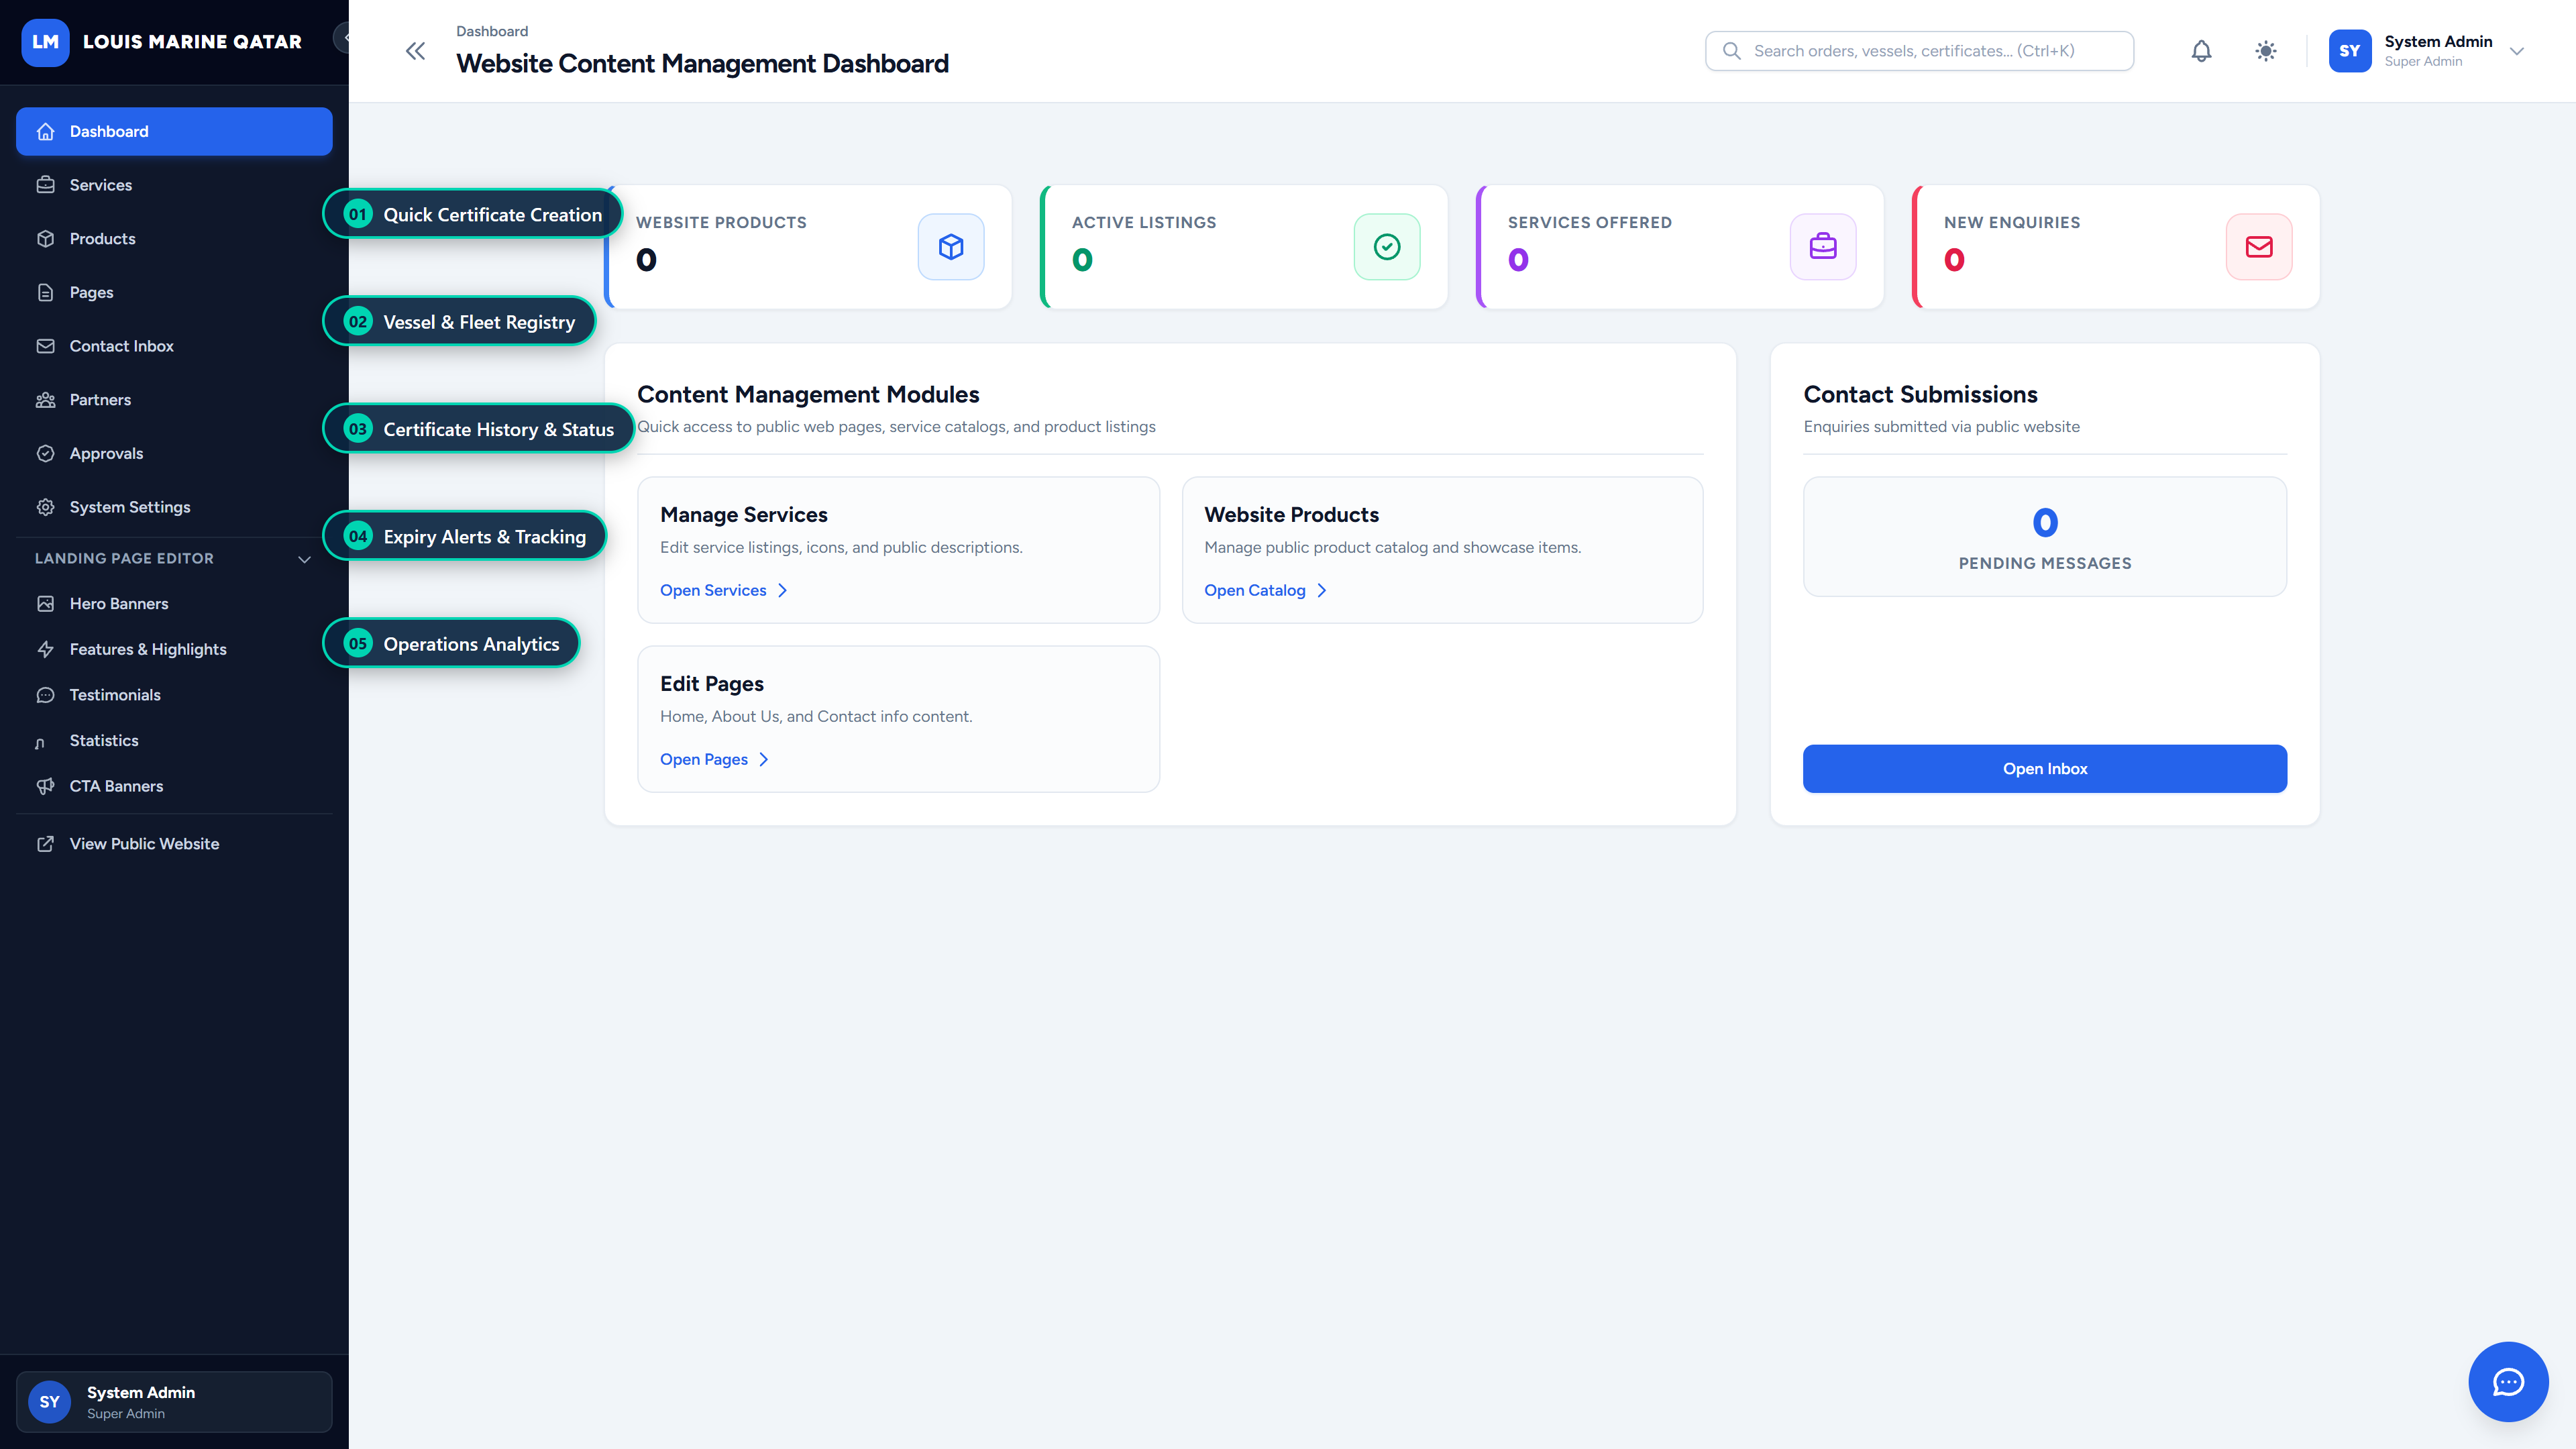 LM
LOUIS MARINE QATAR
Dashboard
Services
Products
Pages
Contact Inbox
Partners
Approvals
System Settings
LANDING PAGE EDITOR
Hero Banners
Features & Highlights
Testimonials
Statistics
CTA Banners
View Public Website
SY
System Admin
Super Admin
Dashboard
Website Content Management Dashboard
Search orders, vessels, certificates... (Ctrl+K)
SY
System Admin
Super Admin
01 Quick Certificate Creation
02 Vessel & Fleet Registry
03 Certificate History & Status
04 Expiry Alerts & Tracking
05 Operations Analytics
WEBSITE PRODUCTS
0
ACTIVE LISTINGS
0
SERVICES OFFERED
0
NEW ENQUIRIES
0
Content Management Modules
Quick access to public web pages, service catalogs, and product listings
Manage Services
Edit service listings, icons, and public descriptions.
Open Services
Website Products
Manage public product catalog and showcase items.
Open Catalog
Edit Pages
Home, About Us, and Contact info content.
Open Pages
Contact Submissions
Enquiries submitted via public website
0
PENDING MESSAGES
Open Inbox